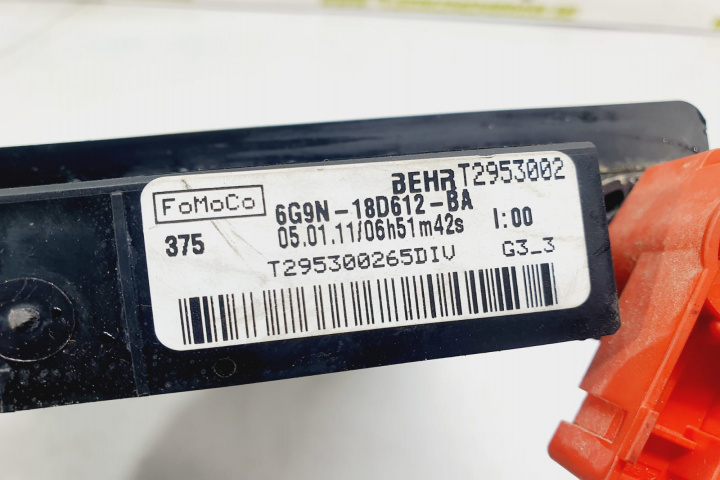 BEHR T2953002
FoMoCo
6G9N-18D612-BA
375
05.01.11/06h51m42s
I:00
T295300265DIV
G3_3